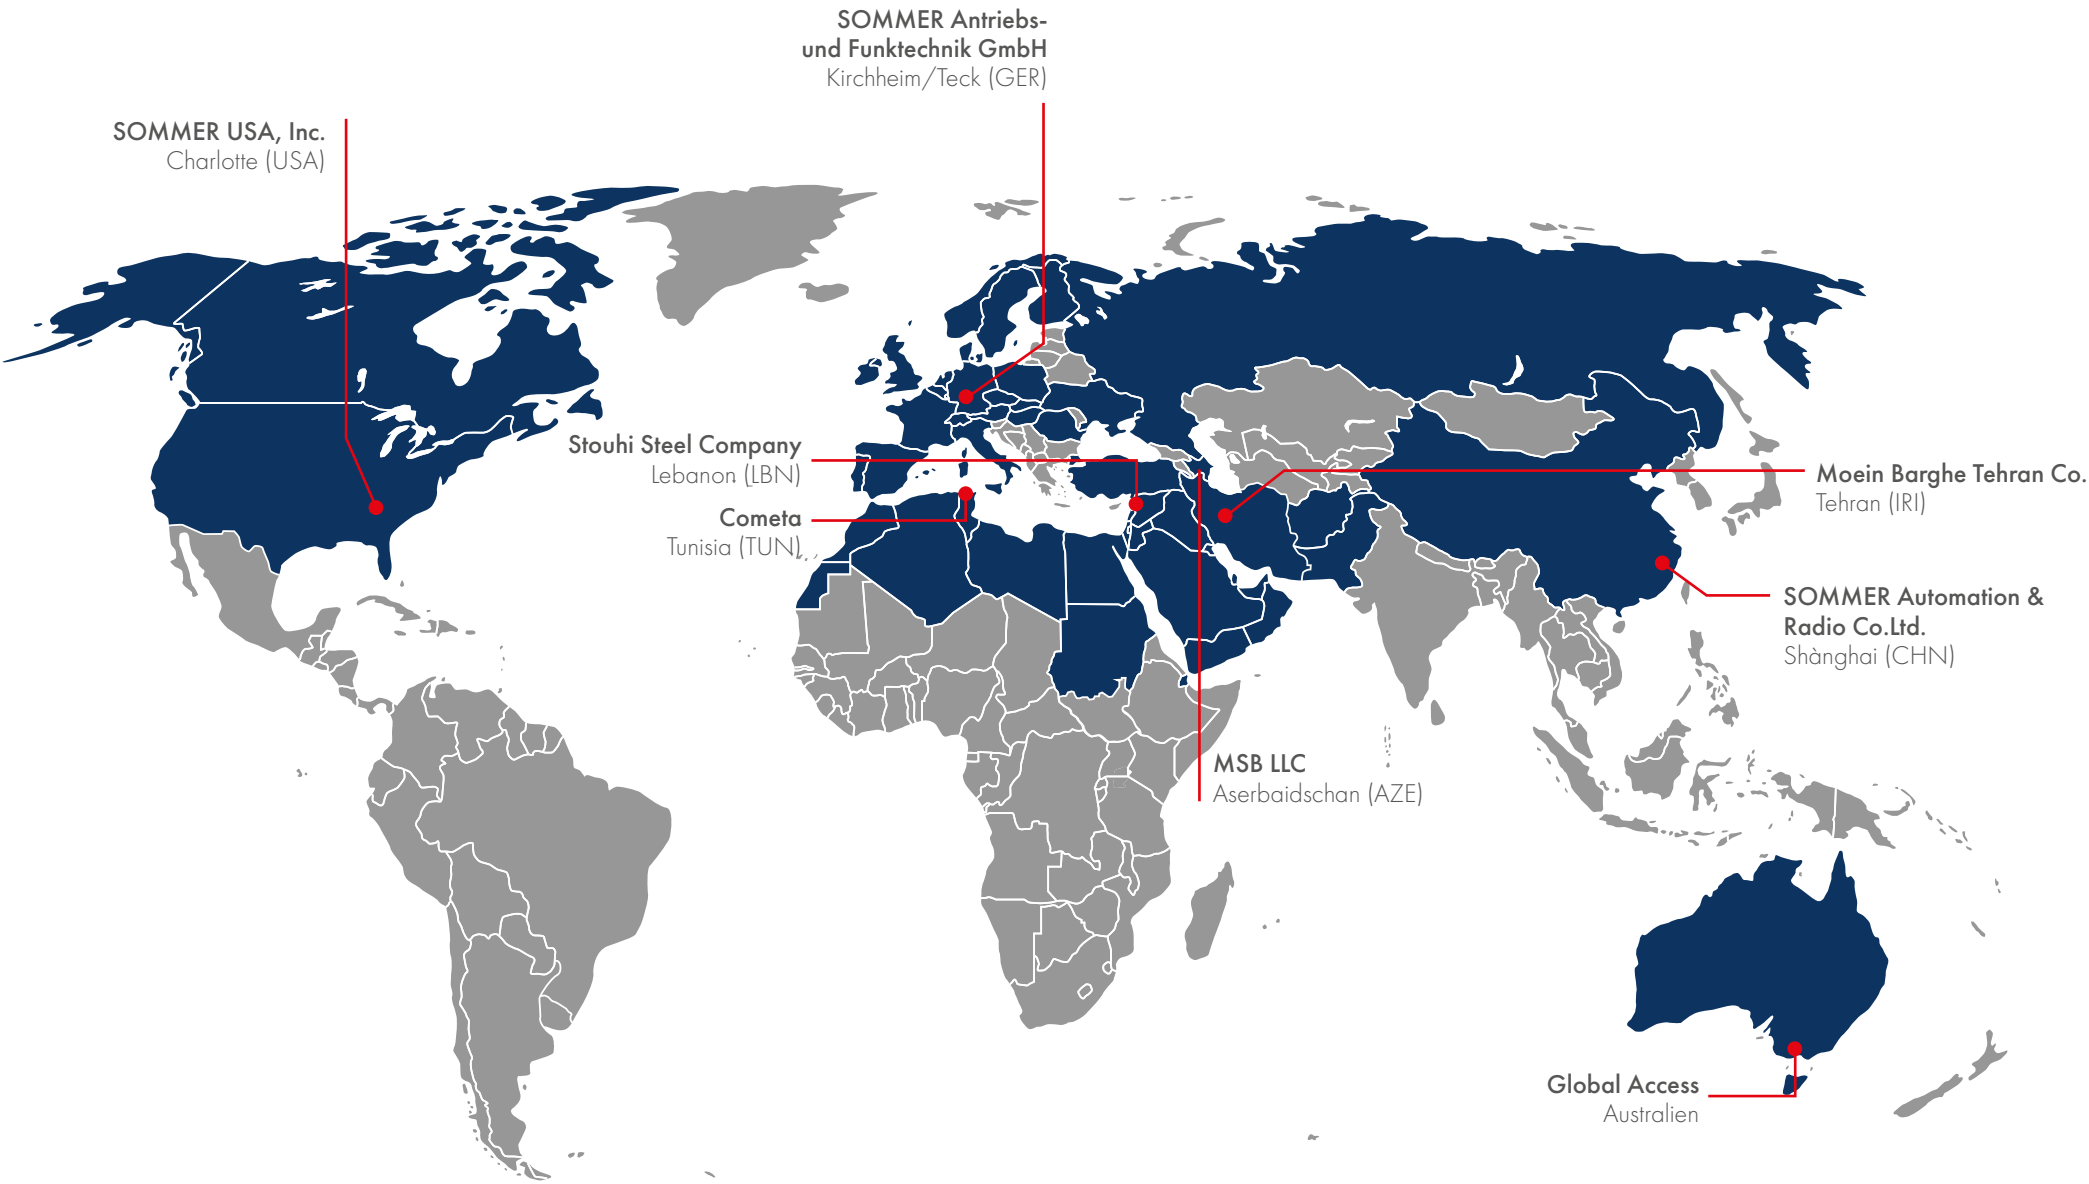 SOMMER Antriebs-
und Funktechnik GmbH
Kirchheim/Teck (GER)
SOMMER USA, Inc.
Charlotte (USA)
Stouhi Steel Company
Lebanon (LBN)
Cometa
Tunisia (TUN)
Moein Barghe Tehran Co.
Tehran (IRI)
SOMMER Automation &
Radio Co.Ltd.
Shànghai (CHN)
MSB LLC
Aserbaidschan (AZE)
Global Access
Australien